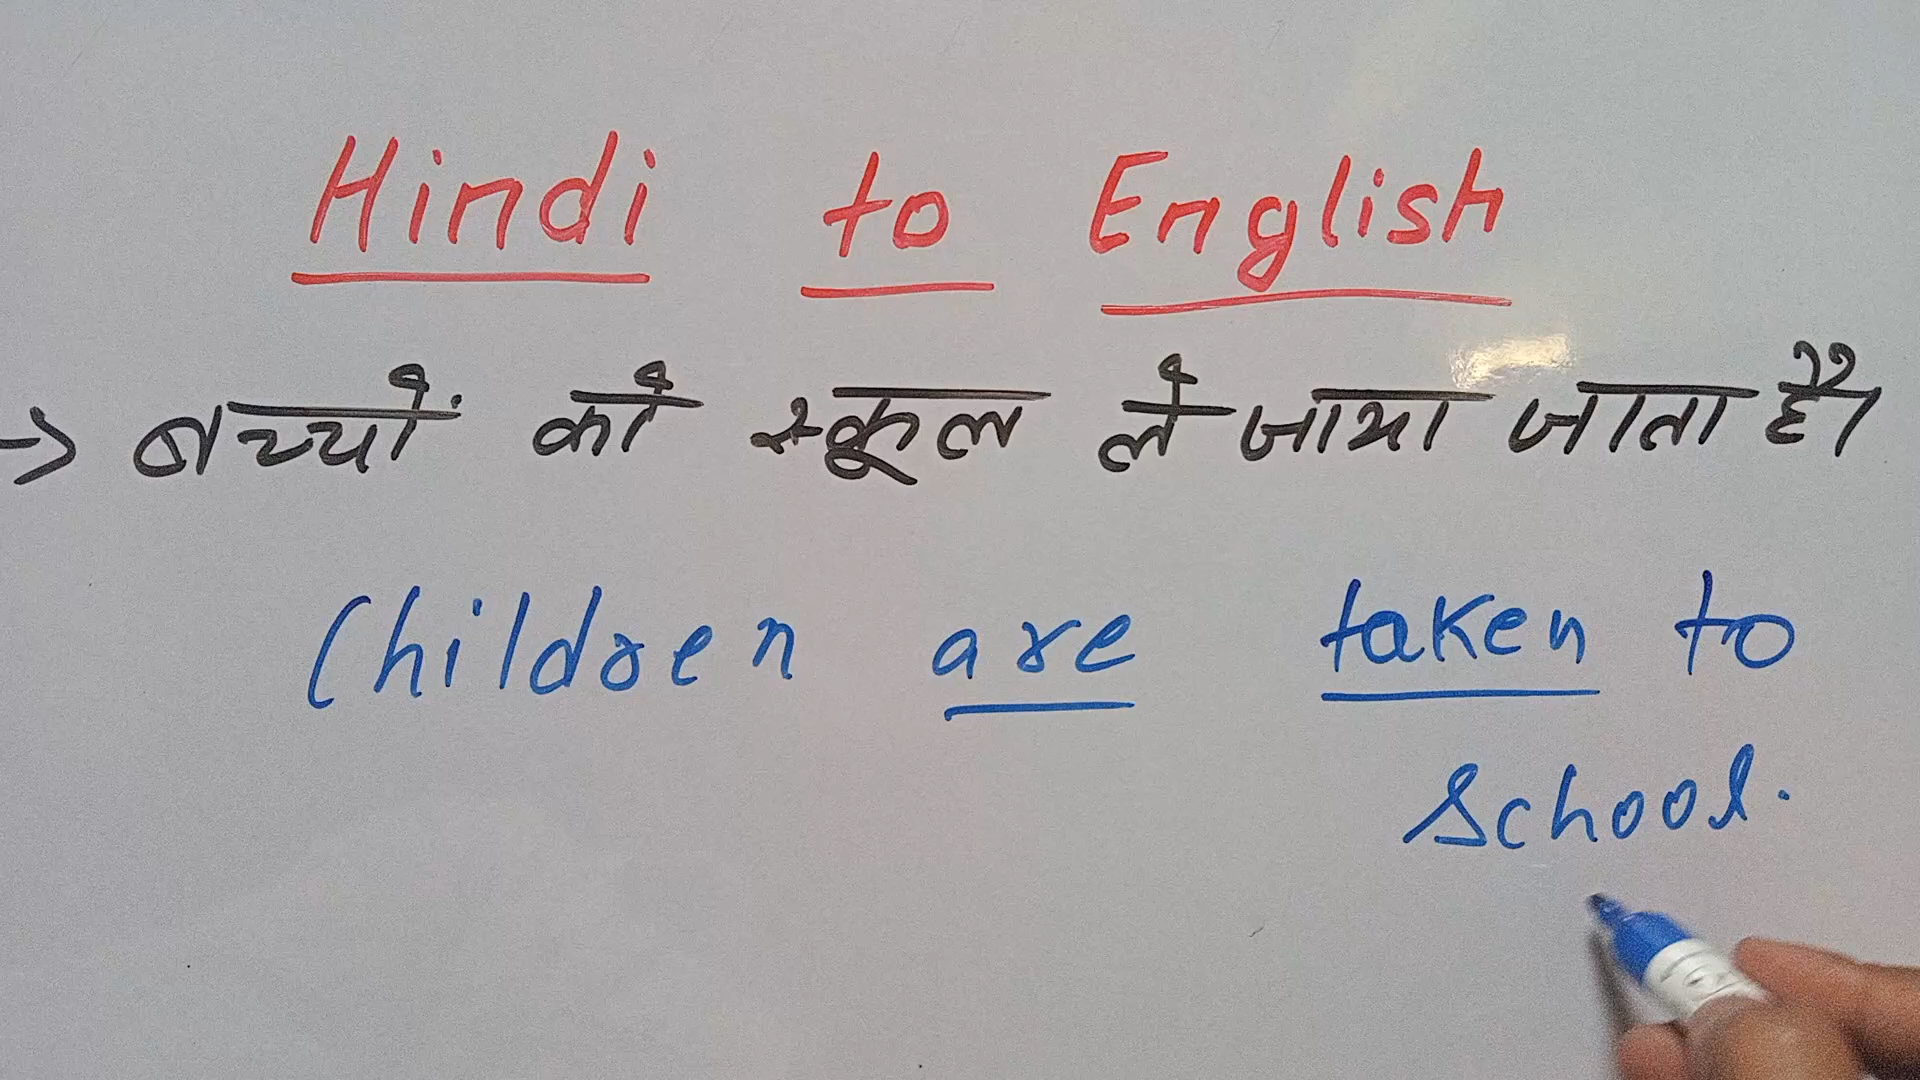 Hindi to English
→ बच्चों को स्कूल ले जाया जाता है।
Children are taken to
school.